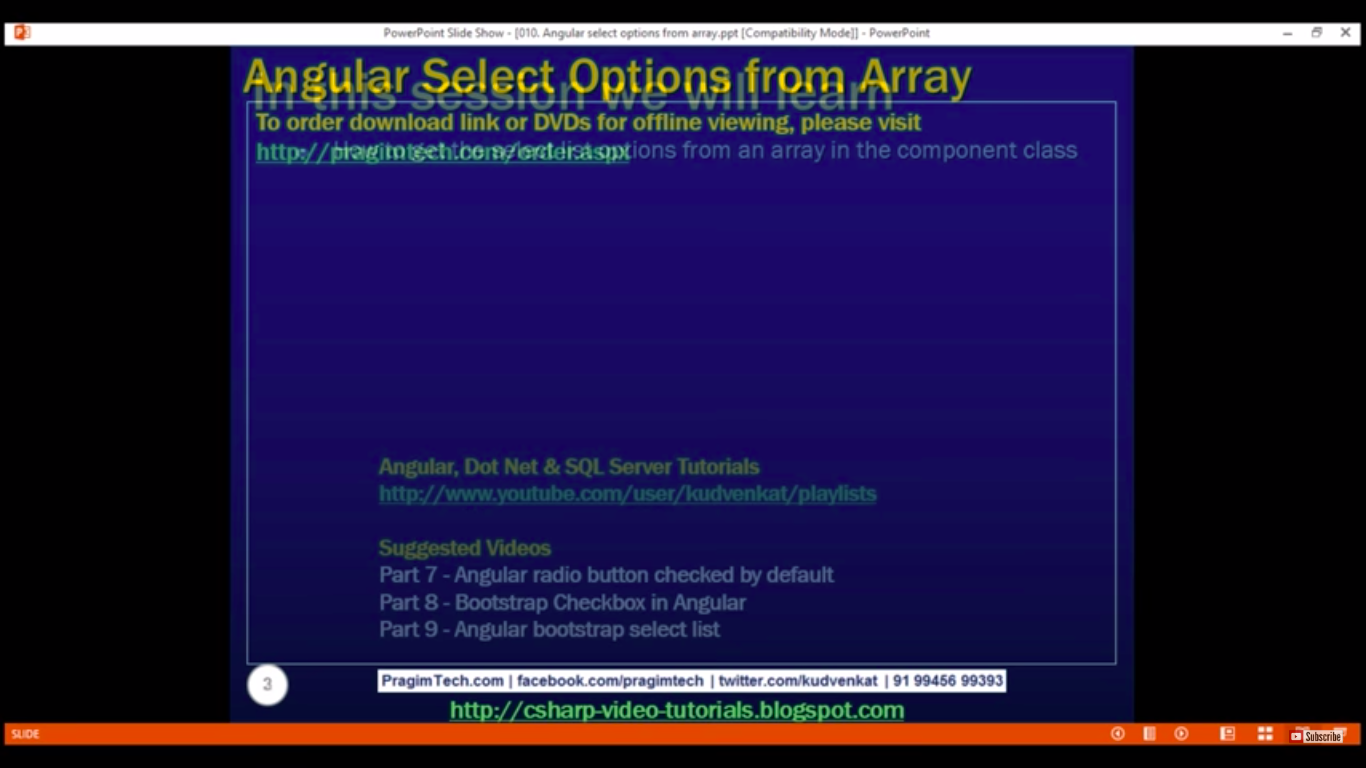 PowerPoint Slide Show - [010. Angular select options from array.ppt [Compatibility Mode]] - PowerPoint
Angular Select Options from Array
In this session we will learn
To order download link or DVDs for offline viewing, please visit
http://pragimtech.com/order.aspx
How to get the select list options from an array in the component class
Angular, Dot Net & SQL Server Tutorials
http://www.youtube.com/user/kudvenkat/playlists
Suggested Videos
Part 7 - Angular radio button checked by default
Part 8 - Bootstrap Checkbox in Angular
Part 9 - Angular bootstrap select list
3
PragimTech.com | facebook.com/pragimtech | twitter.com/kudvenkat | 91 99456 99393
http://csharp-video-tutorials.blogspot.com
SLIDE
Subscribe